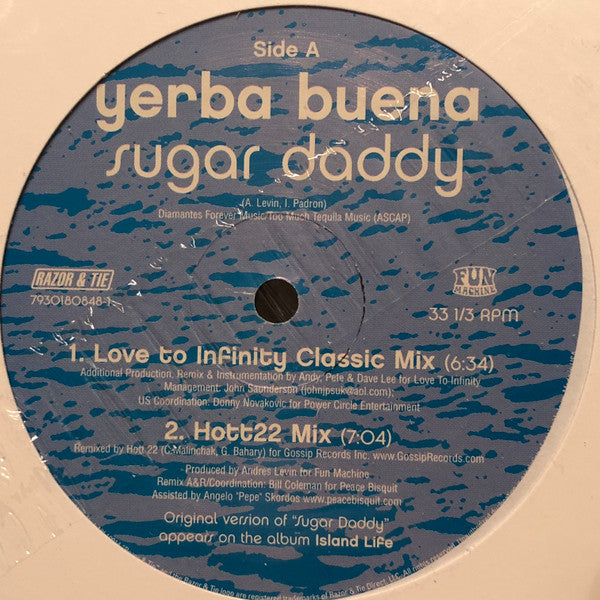 Side A
yerba buena
sugar daddy
(A. Levin, I. Padron)
Diamantes Forever Music/Too Much Tequila Music (ASCAP)
RAZOR & TIE
7930180848-1
FUN MACHINE
33 1/3 RPM
1. Love to Infinity Classic Mix (6:34)
Additional Production, Remix & Instrumentation by Andy, Pete & Dave Lee for Love To Infinity
Management: John Saunderson (johnjpsuk@aol.com),
US Coordination: Donny Novakovic for Power Circle Entertainment
2. Hott22 Mix (7:04)
Remixed by Hott 22 (C.Malinchak, G. Bahary) for Gossip Records Inc. www.GossipRecords.com
Produced by Andres Levin for Fun Machine
Remix A&R/Coordination: Bill Coleman for Peace Bisquit
Assisted by Angelo "Pepe" Skordos www.peacebisquit.com
Original version of "Sugar Daddy"
appears on the album Island Life
Razor & Tie logo are registered trademarks of Razor & Tie Direct, LLC. All rights